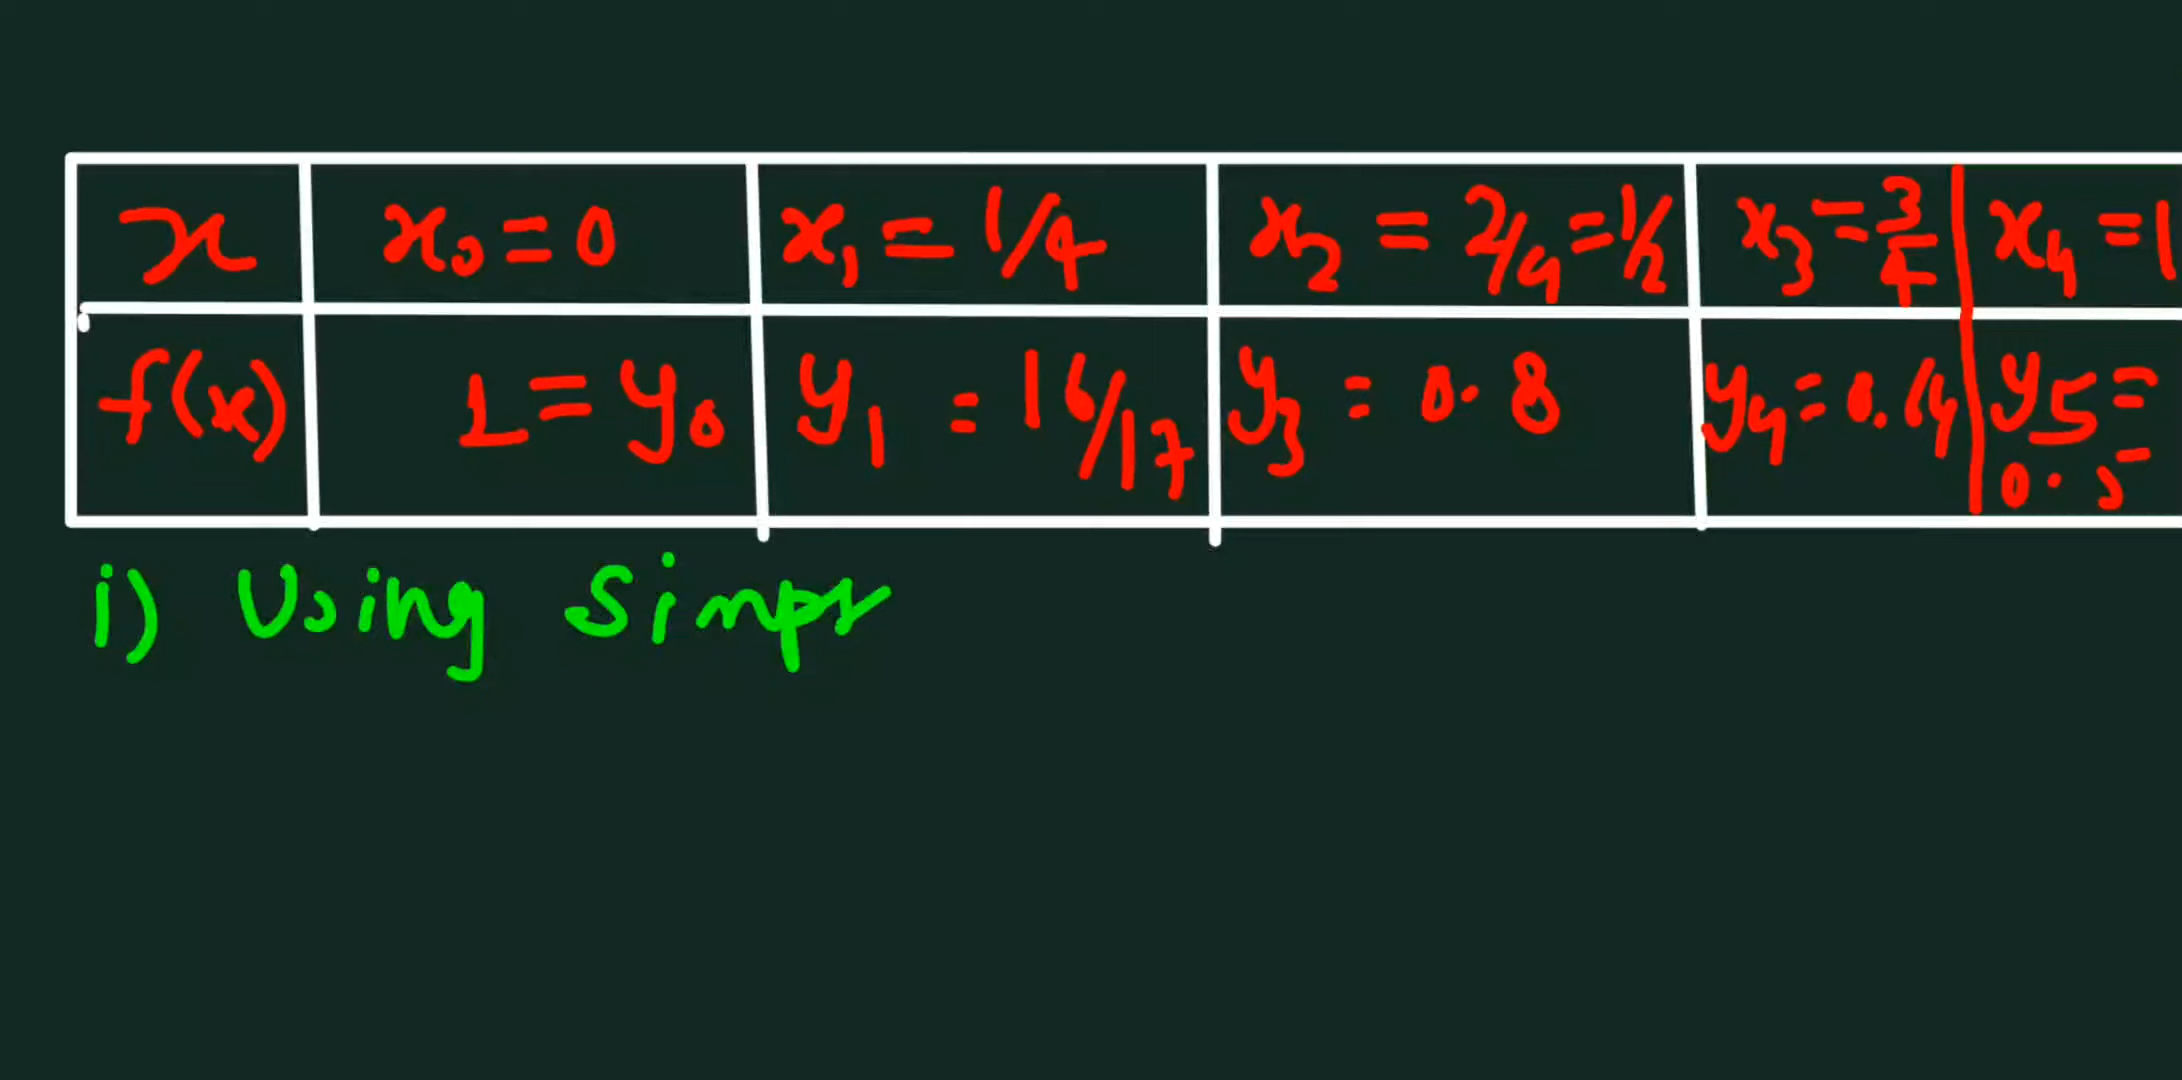 x x₀=0 x₁=1/4 x₂=2/4=1/2 x₃=3/4 x₄=1
f(x) 1=y₀ y₁=16/17 y₃=0.8 y₄=0.64 y₅=
0.5
i) Using Simps